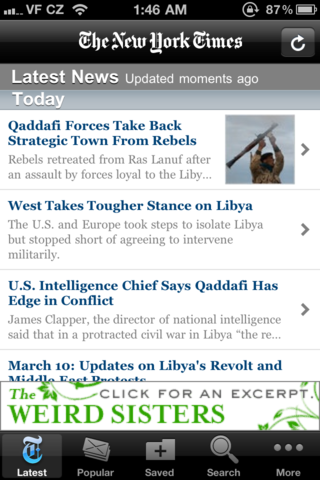 VF CZ 1:46 AM 87%
The New York Times
Latest News Updated moments ago
Today
Qaddafi Forces Take Back
Strategic Town From Rebels
Rebels retreated from Ras Lanuf after
an assault by forces loyal to the Liby...
West Takes Tougher Stance on Libya
The U.S. and Europe took steps to isolate Libya
but stopped short of agreeing to intervene
militarily.
U.S. Intelligence Chief Says Qaddafi Has
Edge in Conflict
James Clapper, the director of national intelligence
said that in a protracted civil war in Libya “the re...
March 10: Updates on Libya's Revolt and
Middle East Protests
The CLICK FOR AN EXCERPT.
WEIRD SISTERS
Latest Popular Saved Search More